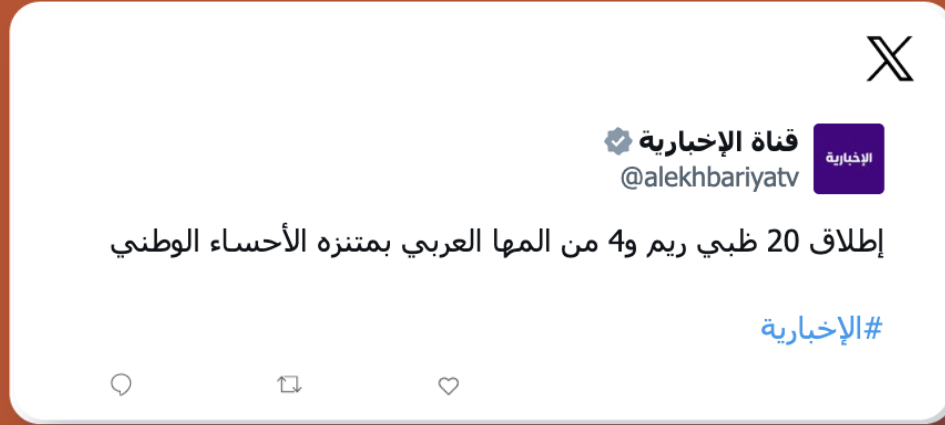 الإخبارية
قناة الإخبارية
@alekhbariyatv
إطلاق 20 ظبي ريم و4 من المها العربي بمتنزه الأحساء الوطني
#الإخبارية